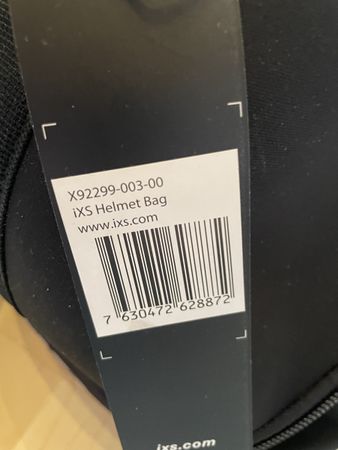 X92299-003-00
iXS Helmet Bag
www.ixs.com
7 630472 628872
ixs.com